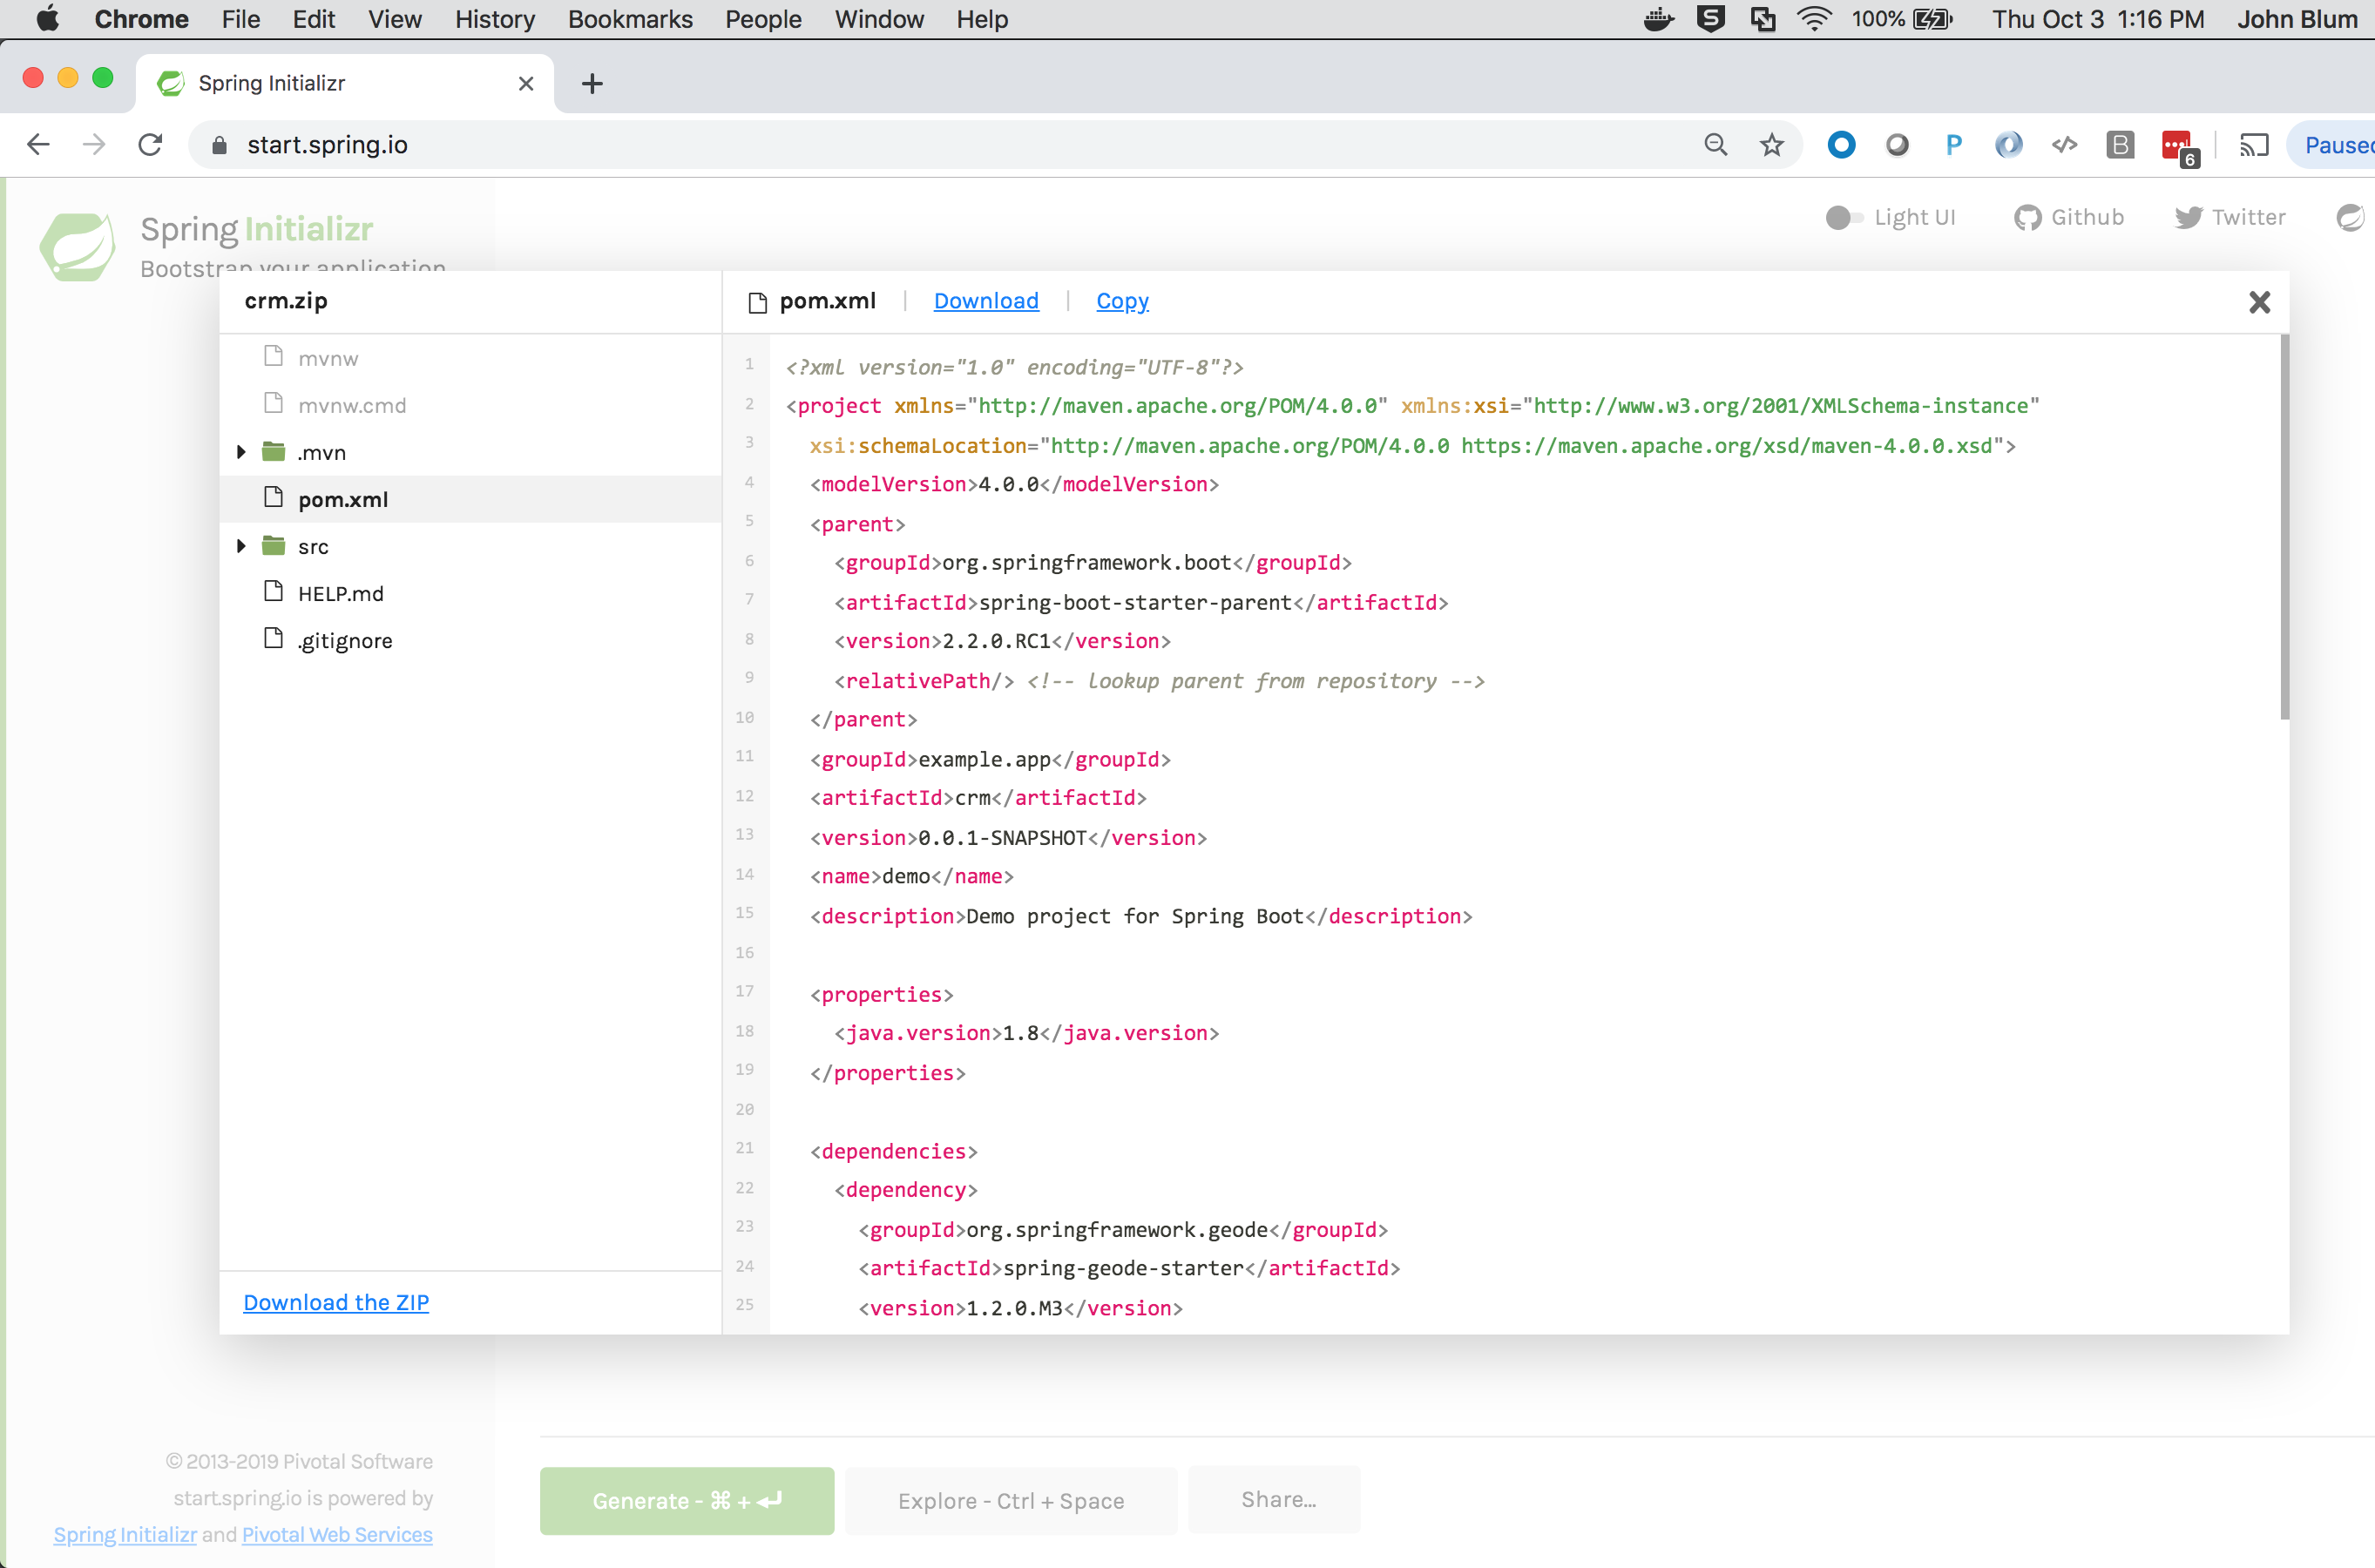 Chrome File Edit View History Bookmarks People Window Help 100% Thu Oct 3 1:16 PM John Blum
Spring Initializr
start.spring.io
B
P
6
Spring Initializr
Bootstrap your application
Light UI Github Twitter
crm.zip
pom.xml | Download | Copy
mvnw
mvnw.cmd
.mvn
pom.xml
src
HELP.md
.gitignore
Download the ZIP
1 <?xml version="1.0" encoding="UTF-8"?>
2 <project xmlns="http://maven.apache.org/POM/4.0.0" xmlns:xsi="http://www.w3.org/2001/XMLSchema-instance"
3 xsi:schemaLocation="http://maven.apache.org/POM/4.0.0 https://maven.apache.org/xsd/maven-4.0.0.xsd">
4 <modelVersion>4.0.0</modelVersion>
5 <parent>
6 <groupId>org.springframework.boot</groupId>
7 <artifactId>spring-boot-starter-parent</artifactId>
8 <version>2.2.0.RC1</version>
9 <relativePath/> <!-- lookup parent from repository -->
10 </parent>
11 <groupId>example.app</groupId>
12 <artifactId>crm</artifactId>
13 <version>0.0.1-SNAPSHOT</version>
14 <name>demo</name>
15 <description>Demo project for Spring Boot</description>
16
17 <properties>
18 <java.version>1.8</java.version>
19 </properties>
20
21 <dependencies>
22 <dependency>
23 <groupId>org.springframework.geode</groupId>
24 <artifactId>spring-geode-starter</artifactId>
25 <version>1.2.0.M3</version>
© 2013-2019 Pivotal Software
start.spring.io is powered by
Spring Initializr and Pivotal Web Services
Generate - ⌘ + ↵
Explore - Ctrl + Space
Share...